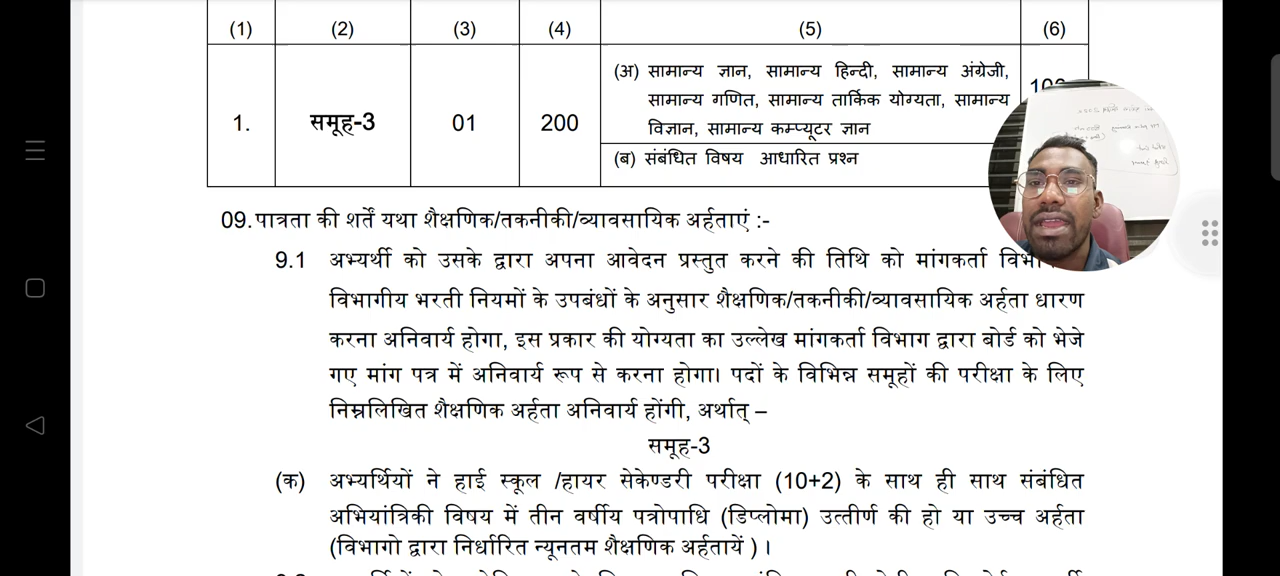 (1) (2) (3) (4) (5) (6)
(अ) सामान्य ज्ञान, सामान्य हिन्दी, सामान्य अंग्रेजी,
सामान्य गणित, सामान्य तार्किक योग्यता, सामान्य
विज्ञान, सामान्य कम्प्यूटर ज्ञान
1. समूह-3 01 200
(ब) संबंधित विषय आधारित प्रश्न
09. पात्रता की शर्तें यथा शैक्षणिक/तकनीकी/व्यावसायिक अर्हताएं :-
9.1 अभ्यर्थी को उसके द्वारा अपना आवेदन प्रस्तुत करने की तिथि को मांगकर्ता
विभागीय भरती नियमों के उपबंधों के अनुसार शैक्षणिक/तकनीकी/व्यावसायिक अर्हता धारण
करना अनिवार्य होगा, इस प्रकार की योग्यता का उल्लेख मांगकर्ता विभाग द्वारा बोर्ड को भेजे
गए मांग पत्र में अनिवार्य रूप से करना होगा। पदों के विभिन्न समूहों की परीक्षा के लिए
निम्नलिखित शैक्षणिक अर्हता अनिवार्य होंगी, अर्थात् –
समूह-3
(क) अभ्यर्थियों ने हाई स्कूल /हायर सेकेण्डरी परीक्षा (10+2) के साथ ही साथ संबंधित
अभियांत्रिकी विषय में तीन वर्षीय पत्रोपाधि (डिप्लोमा) उत्तीर्ण की हो या उच्च अर्हता
(विभागो द्वारा निर्धारित न्यूनतम शैक्षणिक अर्हतायें ) ।